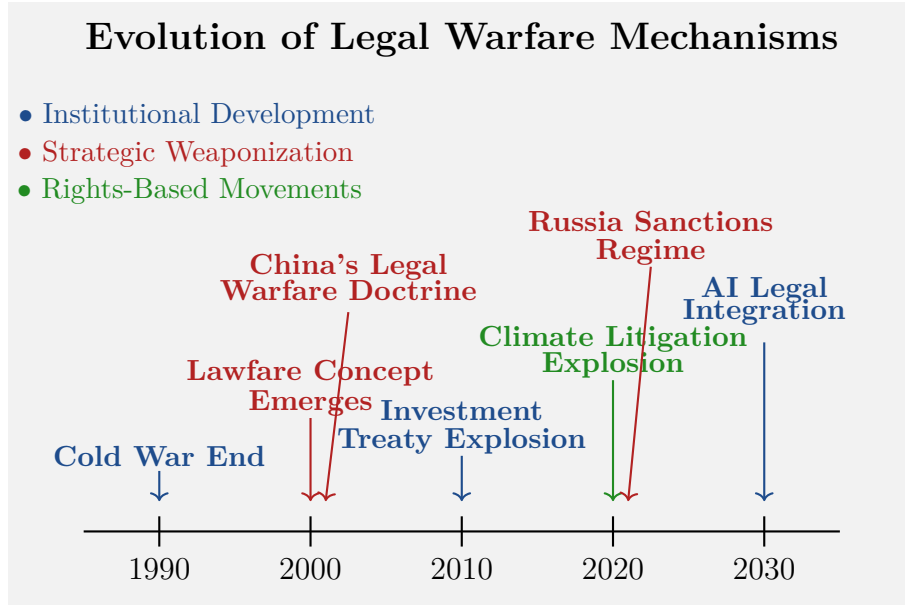 Evolution of Legal Warfare Mechanisms
• Institutional Development
• Strategic Weaponization
• Rights-Based Movements
Russia Sanctions
Regime
China's Legal
Warfare Doctrine
AI Legal
Integration
Climate Litigation
Explosion
Lawfare Concept
Emerges
Investment
Treaty Explosion
Cold War End
1990
2000
2010
2020
2030